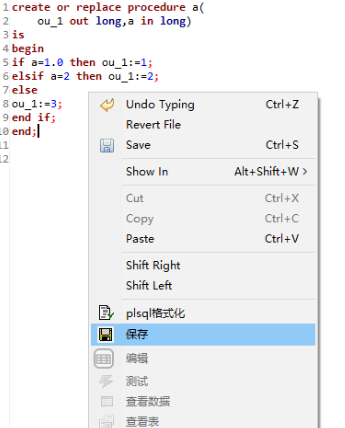 1 create or replace procedure a(
2 ou_1 out long,a in long)
3 is
4 begin
5 if a=1.0 then ou_1:=1;
6 elsif a=2 then ou_1:=2;
7 else
8 ou_1:=3;
9 end if;
10 end;
11
12
Undo Typing Ctrl+Z
Revert File
Save Ctrl+S
Show In Alt+Shift+W >
Cut Ctrl+X
Copy Ctrl+C
Paste Ctrl+V
Shift Right
Shift Left
plsql格式化
保存
编辑
测试
查看数据
查看表